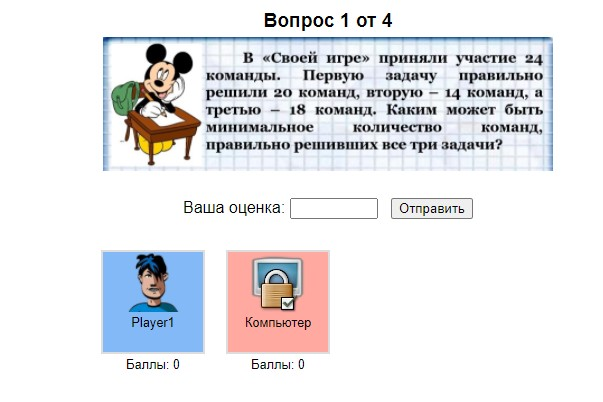 Вопрос 1 от 4
В «Своей игре» приняли участие 24
команды. Первую задачу правильно
решили 20 команд, вторую – 14 команд, а
третью – 18 команд. Каким может быть
минимальное количество команд,
правильно решивших все три задачи?
Ваша оценка: Отправить
Player1 Компьютер
Баллы: 0 Баллы: 0